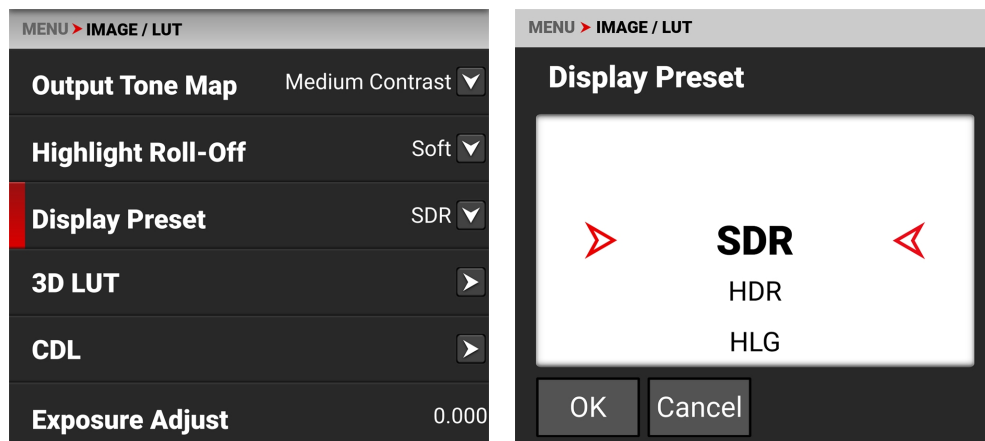 MENU IMAGE / LUT
Output Tone Map Medium Contrast
Highlight Roll-Off Soft
Display Preset SDR
3D LUT
CDL
Exposure Adjust 0.000
MENU IMAGE / LUT
Display Preset
SDR
HDR
HLG
OK Cancel